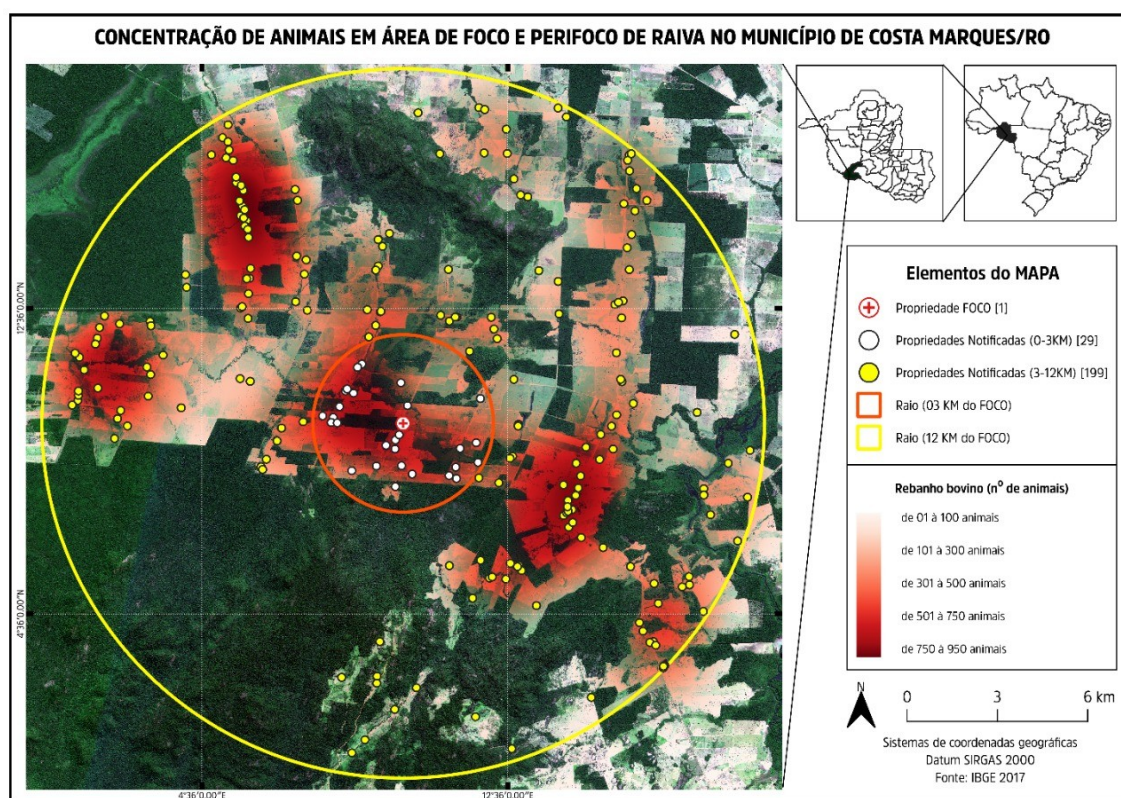 CONCENTRAÇÃO DE ANIMAIS EM ÁREA DE FOCO E PERIFOCO DE RAIVA NO MUNICÍPIO DE COSTA MARQUES/RO
12°36'0.00"N
4°36'0.00"N
4°36'0.00"E
12°36'0.00"E
Elementos do MAPA
Propriedade FOCO [1]
Propriedades Notificadas (0-3KM) [29]
Propriedades Notificadas (3-12KM) [199]
Raio (03 KM do FOCO)
Raio (12 KM do FOCO)
Rebanho bovino (nº de animais)
de 01 à 100 animais
de 101 à 300 animais
de 301 à 500 animais
de 501 à 750 animais
de 750 à 950 animais
N
0 3 6 km
Sistemas de coordenadas geográficas
Datum SIRGAS 2000
Fonte: IBGE 2017